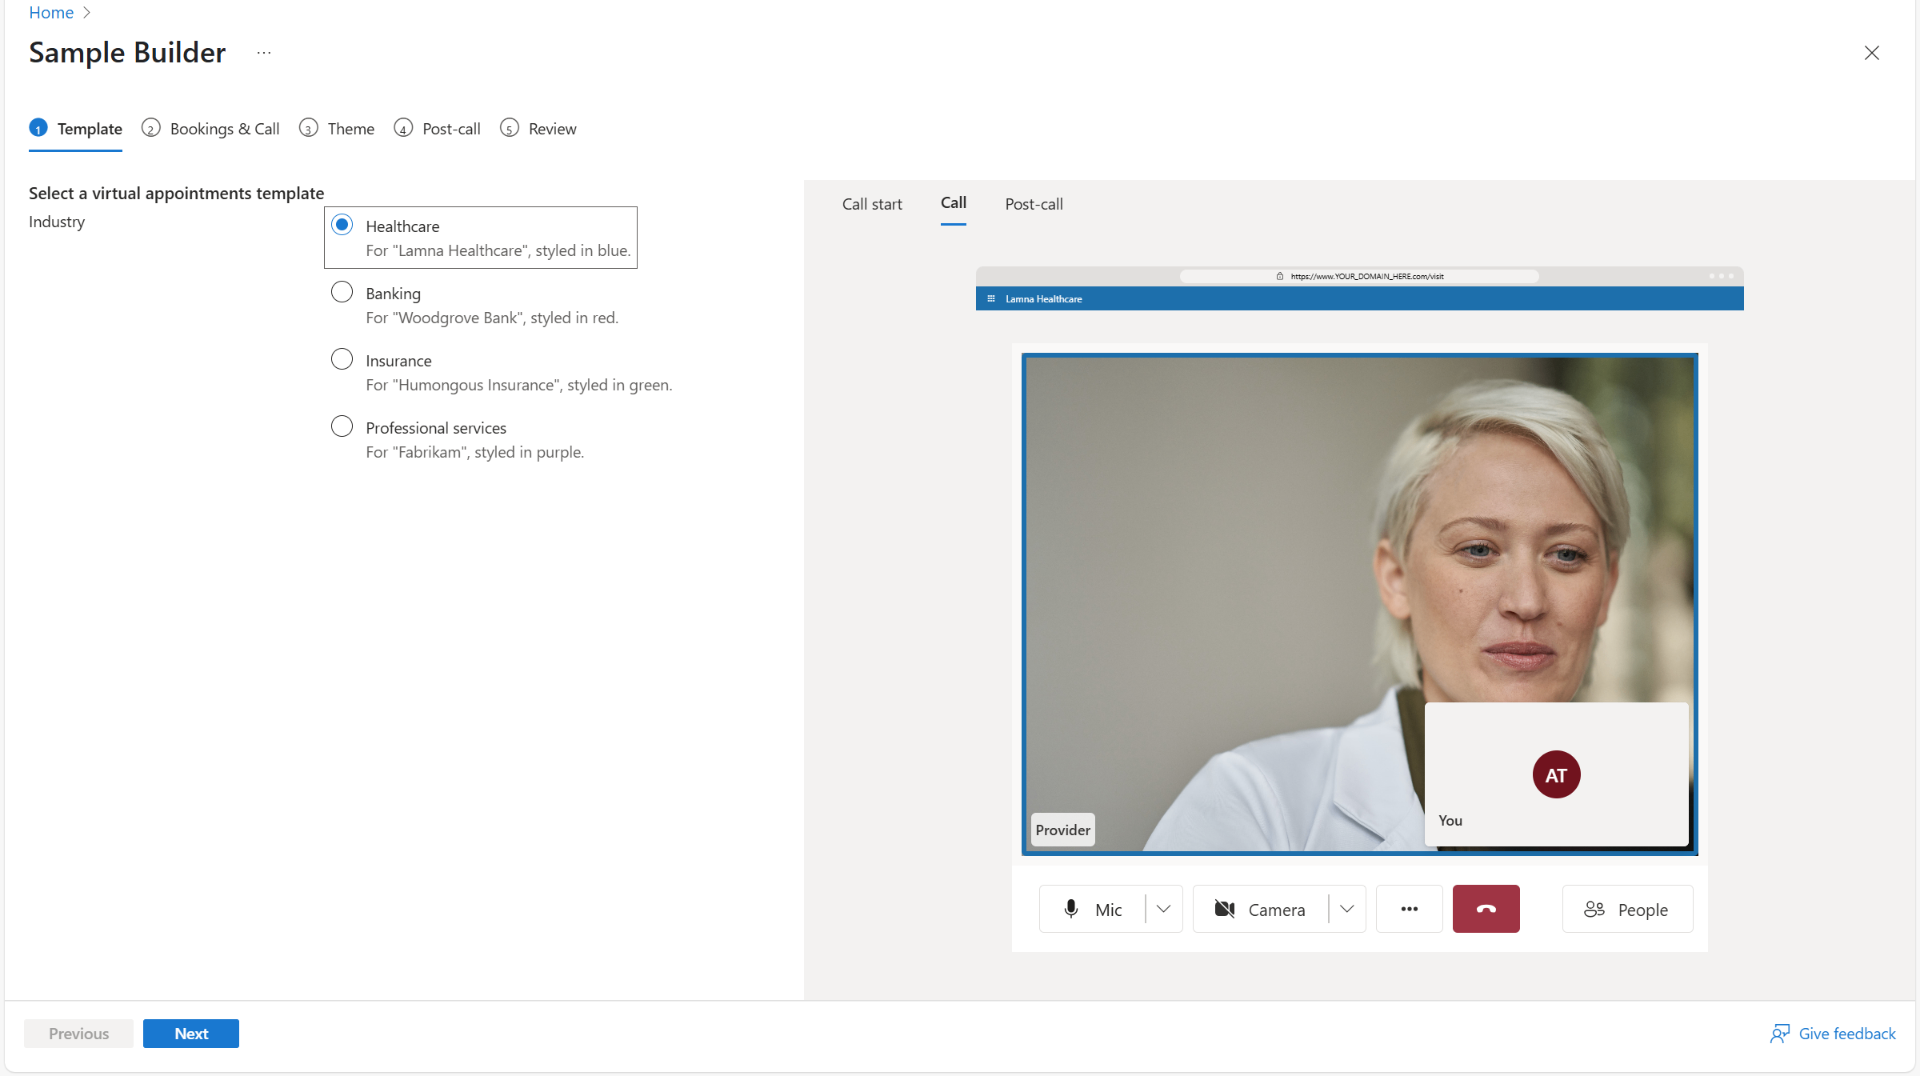 Home
Sample Builder
1 Template 2 Bookings & Call 3 Theme 4 Post-call 5 Review
Select a virtual appointments template
Industry
Healthcare
For "Lamna Healthcare", styled in blue.
Banking
For "Woodgrove Bank", styled in red.
Insurance
For "Humongous Insurance", styled in green.
Professional services
For "Fabrikam", styled in purple.
Call start Call Post-call
https://www.YOUR_DOMAIN_HERE.com/visit
Lamna Healthcare
AT
You
Provider
Mic Camera People
Previous Next Give feedback